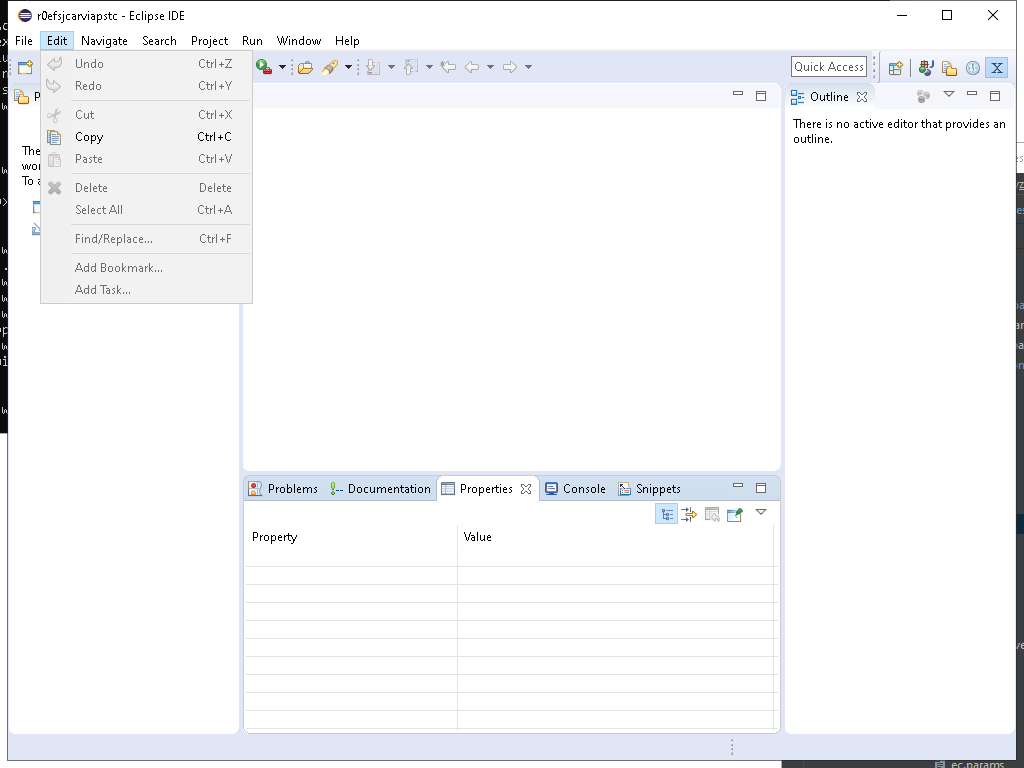 r0efsjcarviapstc - Eclipse IDE
File Edit Navigate Search Project Run Window Help
Quick Access
Undo Ctrl+Z
Redo Ctrl+Y
Cut Ctrl+X
Copy Ctrl+C
Paste Ctrl+V
Delete Delete
Select All Ctrl+A
Find/Replace... Ctrl+F
Add Bookmark...
Add Task...
The
To
Outline
There is no active editor that provides an
outline.
Problems Documentation Properties Console Snippets
Property Value
ec.params